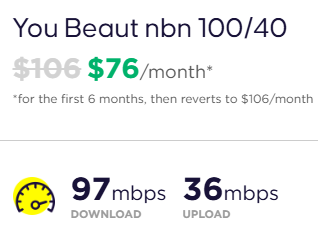 You Beaut nbn 100/40
$106 $76/month*
*for the first 6 months, then reverts to $106/month
97mbps 36mbps
DOWNLOAD UPLOAD